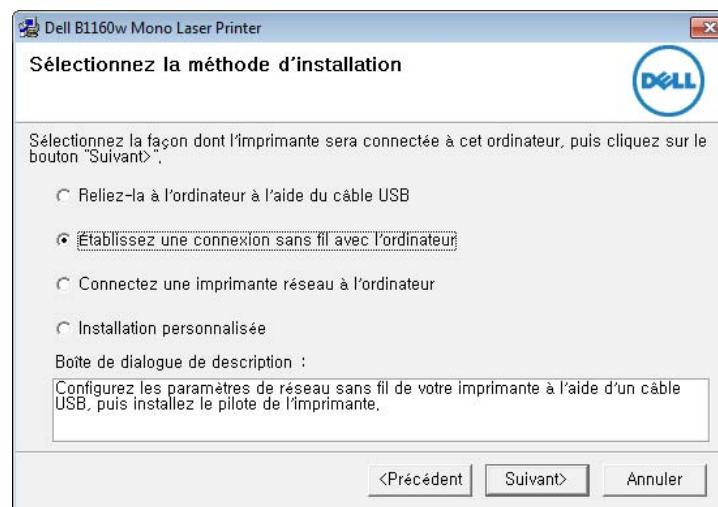 Dell B1160w Mono Laser Printer
Sélectionnez la méthode d'installation
DELL
Sélectionnez la façon dont l'imprimante sera connectée à cet ordinateur, puis cliquez sur le
bouton "Suivant>".
Reliez-la à l'ordinateur à l'aide du câble USB
Établissez une connexion sans fil avec l'ordinateur
Connectez une imprimante réseau à l'ordinateur
Installation personnalisée
Boîte de dialogue de description :
Configurez les paramètres de réseau sans fil de votre imprimante à l'aide d'un câble
USB, puis installez le pilote de l'imprimante.
<Précédent
Suivant>
Annuler